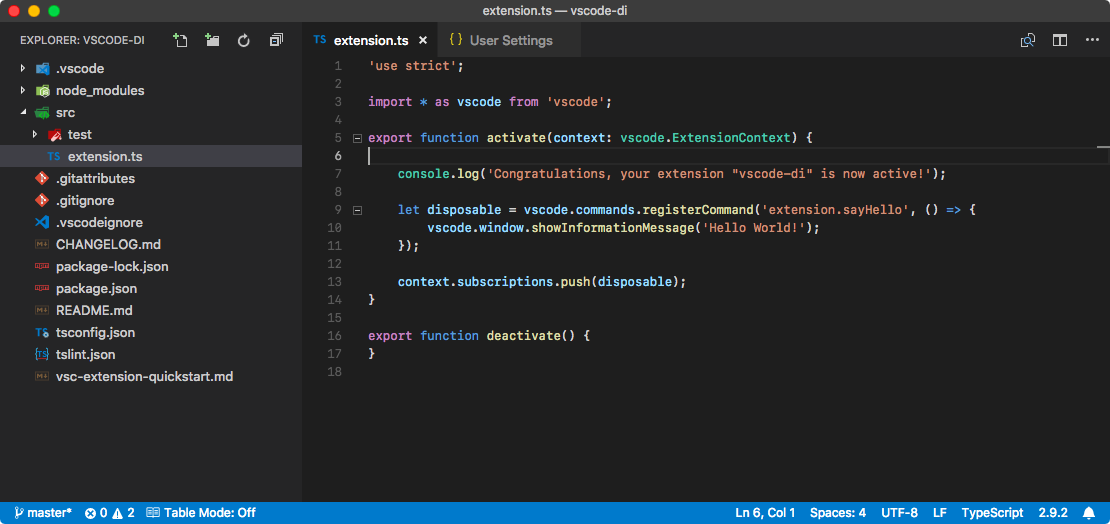 extension.ts — vscode-di
EXPLORER: VSCODE-DI
.vscode
node_modules
src
test
TS extension.ts
.gitattributes
.gitignore
.vscodeignore
CHANGELOG.md
package-lock.json
package.json
README.md
TS tsconfig.json
TS tslint.json
vsc-extension-quickstart.md
TS extension.ts × {} User Settings
1 'use strict';
2
3 import * as vscode from 'vscode';
4
5 export function activate(context: vscode.ExtensionContext) {
6
7 console.log('Congratulations, your extension "vscode-di" is now active!');
8
9 let disposable = vscode.commands.registerCommand('extension.sayHello', () => {
10 vscode.window.showInformationMessage('Hello World!');
11 });
12
13 context.subscriptions.push(disposable);
14 }
15
16 export function deactivate() {
17 }
18
master* 0 2 Table Mode: Off Ln 6, Col 1 Spaces: 4 UTF-8 LF TypeScript 2.9.2